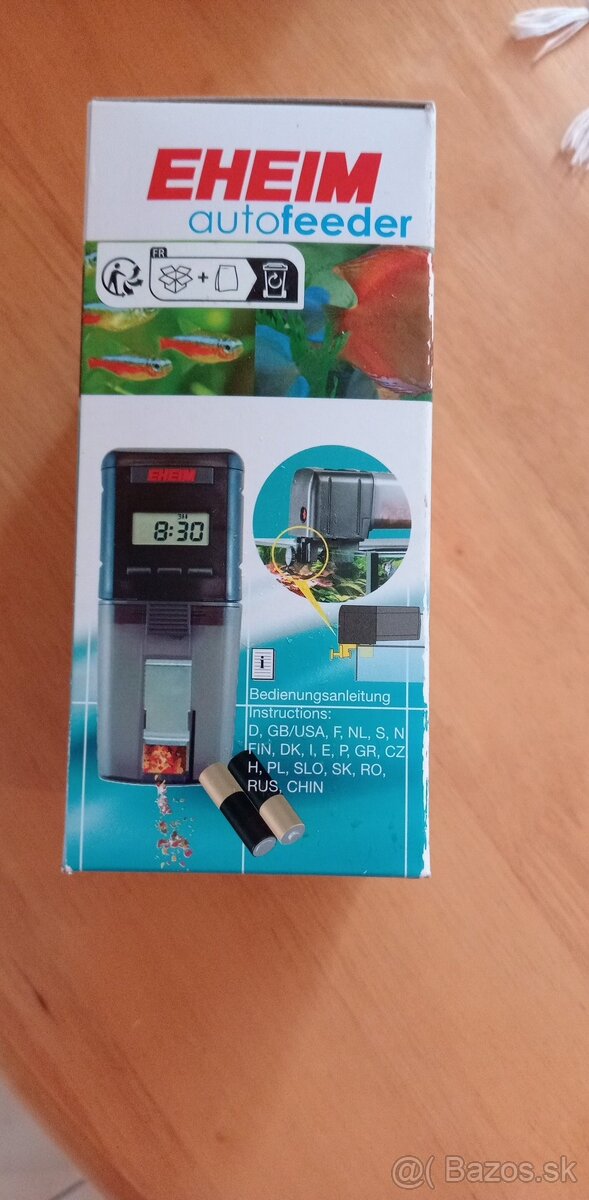 EHEIM
autofeeder
FR
+
EHEIM
8:30
i
Bedienungsanleitung
Instructions:
D, GB/USA, F, NL, S, N
FIN, DK, I, E, P, GR, CZ
H, PL, SLO, SK, RO,
RUS, CHIN
@( Bazos.sk